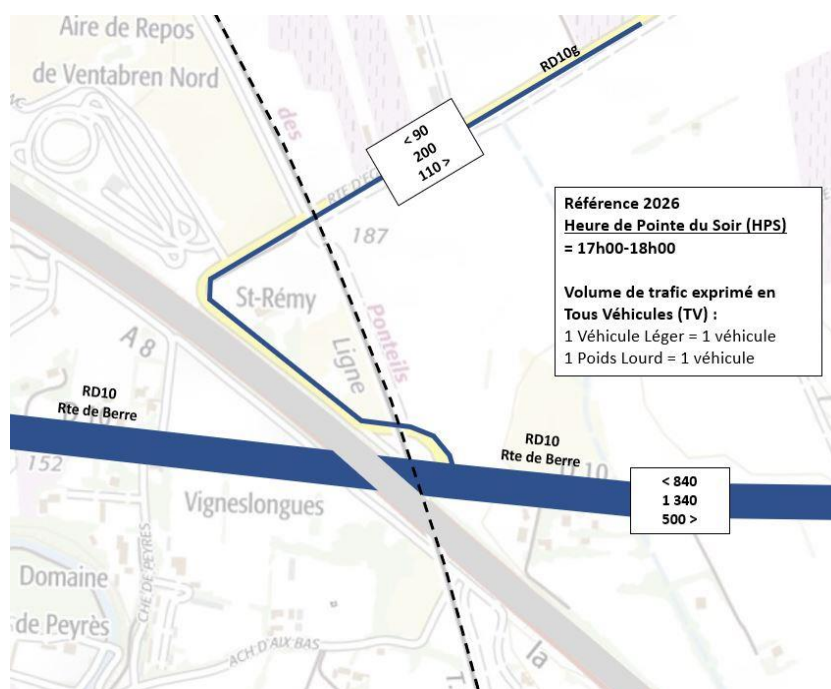 Aire de Repos
de Ventabren Nord
des
RD10g
< 90
200
110 >
187
Référence 2026
Heure de Pointe du Soir (HPS)
= 17h00-18h00
Volume de trafic exprimé en
Tous Véhicules (TV) :
1 Véhicule Léger = 1 véhicule
1 Poids Lourd = 1 véhicule
St-Rémy
Ponteils
Ligne
A 8
RD10
Rte de Berre
152
RD10
Rte de Berre
< 840
1 340
500 >
Vigneslongues
CHE DE PEYRES
Domaine
de Peyrès
ACH D'AIX BAS
la
T.